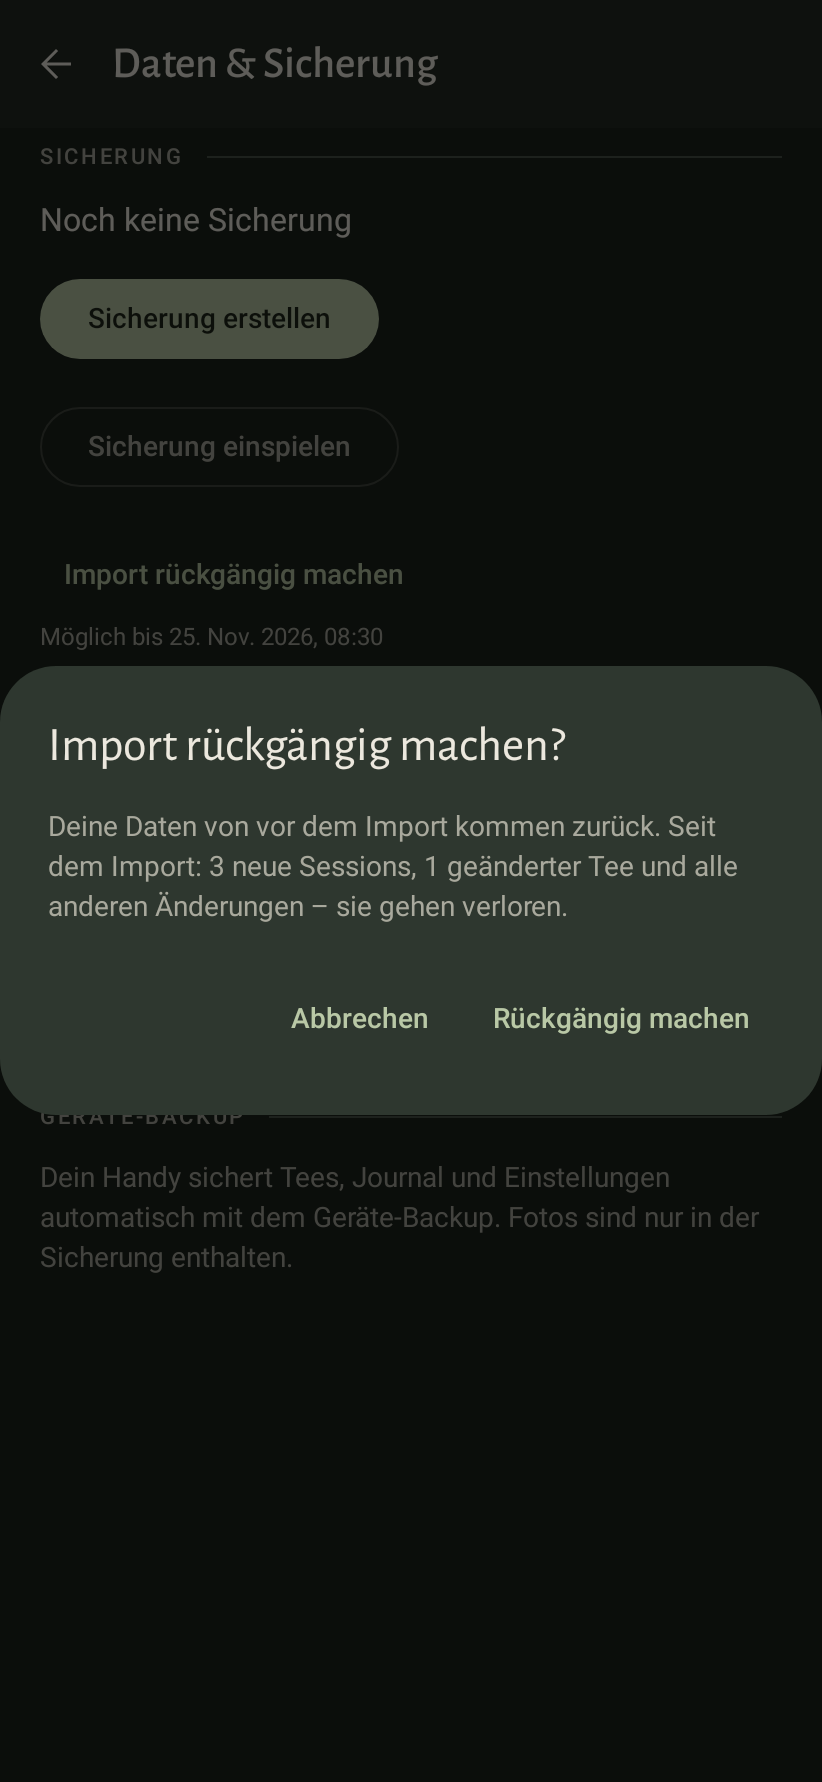 Daten & Sicherung
SICHERUNG
Noch keine Sicherung
Sicherung erstellen
Sicherung einspielen
Import rückgängig machen
Möglich bis 25. Nov. 2026, 08:30
Import rückgängig machen?
Deine Daten von vor dem Import kommen zurück. Seit
dem Import: 3 neue Sessions, 1 geänderter Tee und alle
anderen Änderungen – sie gehen verloren.
Abbrechen Rückgängig machen
GERÄTE-BACKUP
Dein Handy sichert Tees, Journal und Einstellungen
automatisch mit dem Geräte-Backup. Fotos sind nur in der
Sicherung enthalten.